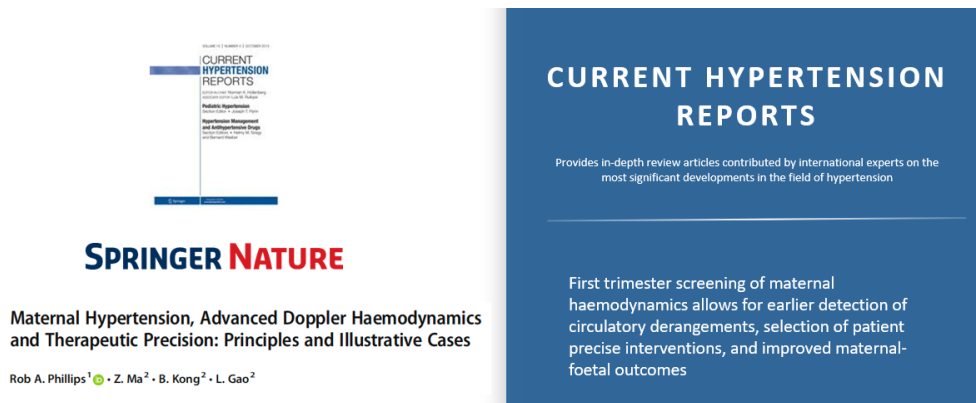 CURRENT
HYPERTENSION
REPORTS
Pediatric Hypertension
Hypertension Management
and Antihypertensive Drugs
Springer
SPRINGER NATURE
Maternal Hypertension, Advanced Doppler Haemodynamics
and Therapeutic Precision: Principles and Illustrative Cases
Rob A. Phillips1 iD · Z. Ma2 · B. Kong2 · L. Gao2
CURRENT HYPERTENSION
REPORTS
Provides in-depth review articles contributed by international experts on the
most significant developments in the field of hypertension
First trimester screening of maternal
haemodynamics allows for earlier detection of
circulatory derangements, selection of patient
precise interventions, and improved maternal-
foetal outcomes